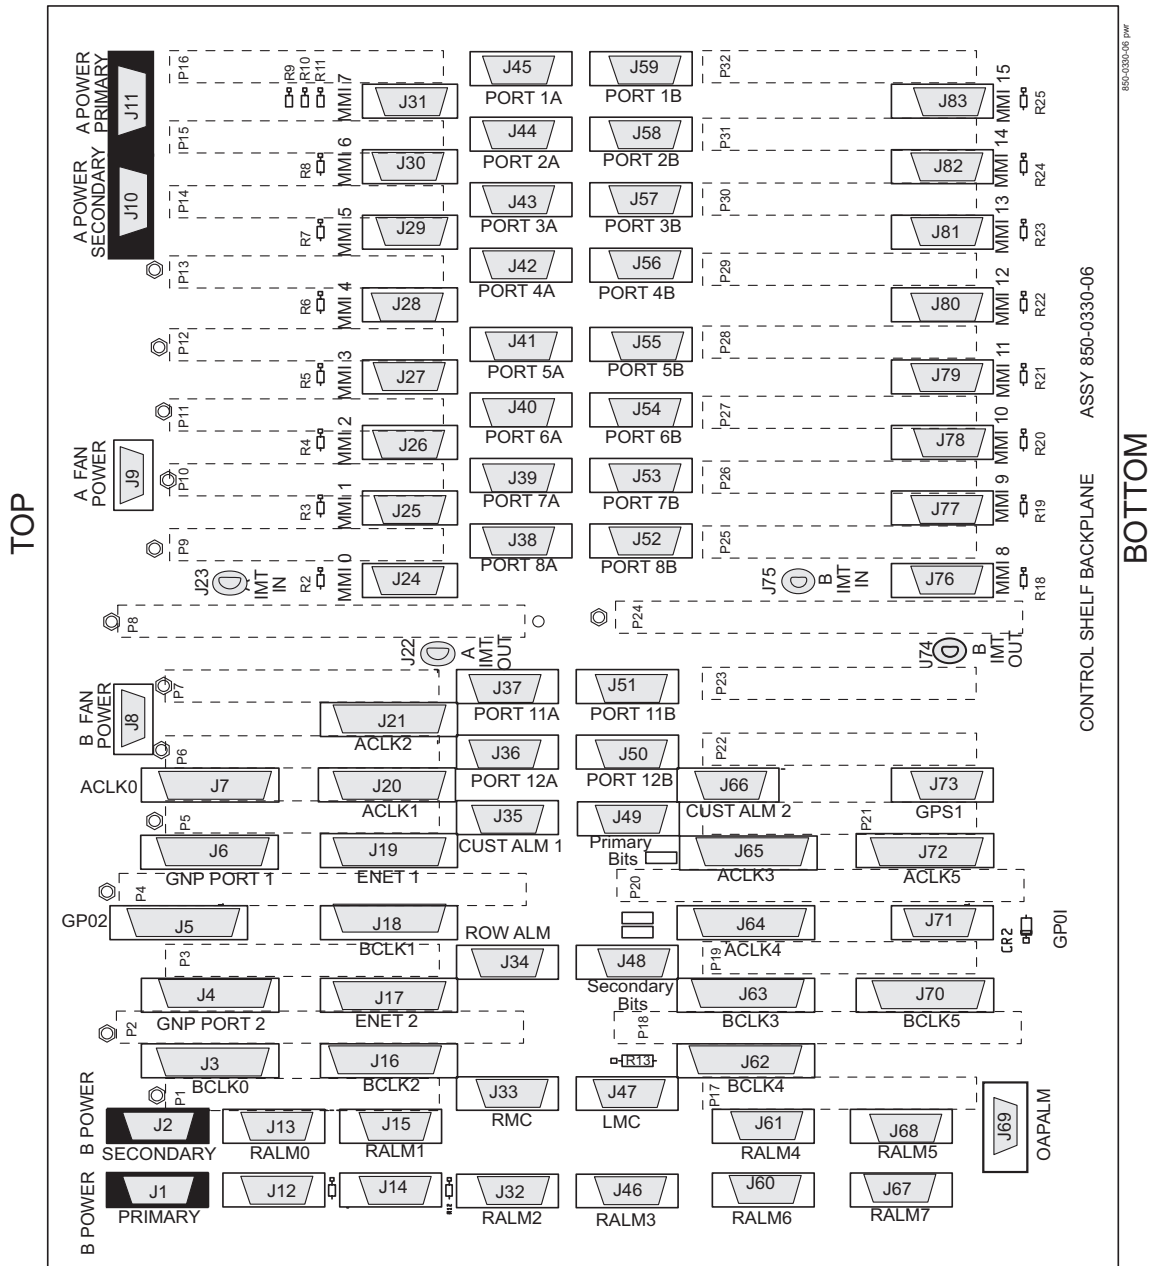 850-0330-06 pwr
TOP
BOTTOM
CONTROL SHELF BACKPLANE ASSY 850-0330-06
A POWER
PRIMARY
J11
A POWER
SECONDARY
J10
P16
R9
R10
R11
MMI 7
J31
J45
PORT 1A
J59
PORT 1B
P32
J83
MMI 15
R25
P15
R8
MMI 6
J30
J44
PORT 2A
J58
PORT 2B
P31
J82
MMI 14
R24
P14
R7
MMI 5
J29
J43
PORT 3A
J57
PORT 3B
P30
J81
MMI 13
R23
P13
R6
MMI 4
J28
J42
PORT 4A
J56
PORT 4B
P29
J80
MMI 12
R22
P12
R5
MMI 3
J27
J41
PORT 5A
J55
PORT 5B
P28
J79
MMI 11
R21
A FAN
POWER
J9
P11
R4
MMI 2
J26
J40
PORT 6A
J54
PORT 6B
P27
J78
MMI 10
R20
P10
R3
MMI 1
J25
J39
PORT 7A
J53
PORT 7B
P26
J77
MMI 9
R19
P9
J23
IMT
IN
R2
MMI 0
J24
J38
PORT 8A
J52
PORT 8B
P25
J75
B
IMT
IN
J76
MMI 8
R18
P8
P24
J22
A
IMT
OUT
J74
B
IMT
OUT
B FAN
POWER
J8
P7
J21
ACLK2
J37
PORT 11A
J51
PORT 11B
P23
P6
ACLK0
J7
J20
ACLK1
J36
PORT 12A
J50
PORT 12B
P22
J66
CUST ALM 2
J73
GPS1
P5
J6
GNP PORT 1
J19
ENET 1
J35
CUST ALM 1
J49
Primary
Bits
J65
ACLK3
P21
J72
ACLK5
P4
P20
GP02
J5
J18
BCLK1
ROW ALM
J34
J64
ACLK4
J71
CR2
GP0I
P3
J4
GNP PORT 2
J17
ENET 2
J48
Secondary
Bits
P19
J63
BCLK3
J70
BCLK5
P2
P18
J3
BCLK0
J16
BCLK2
R13
J62
BCLK4
P1
J33
RMC
J47
LMC
P17
B POWER
J2
SECONDARY
J13
RALM0
J15
RALM1
J61
RALM4
J68
RALM5
J69
OAPALM
B POWER
J1
PRIMARY
J12
J14
R12
J32
RALM2
J46
RALM3
J60
RALM6
J67
RALM7